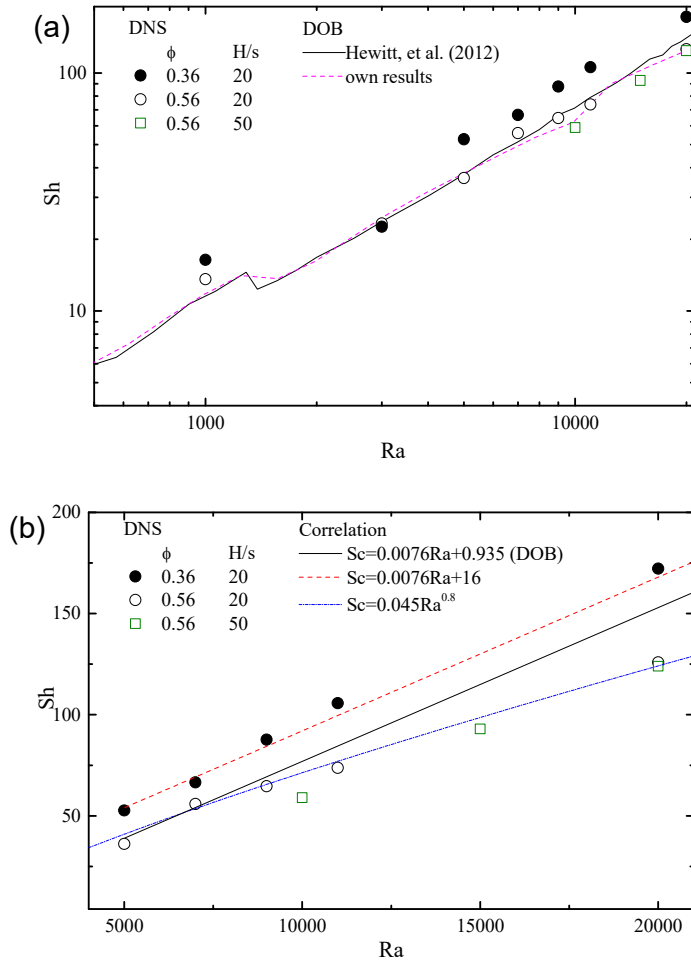 (a)
DNS DOB
ϕ H/s Hewitt, et al. (2012)
0.36 20 own results
0.56 20
0.56 50
100
10
Sh
1000 10000
Ra
(b)
200
DNS Correlation
ϕ H/s Sc=0.0076Ra+0.935 (DOB)
0.36 20 Sc=0.0076Ra+16
0.56 20 Sc=0.045Ra^0.8
0.56 50
150
100
50
Sh
5000 10000 15000 20000
Ra